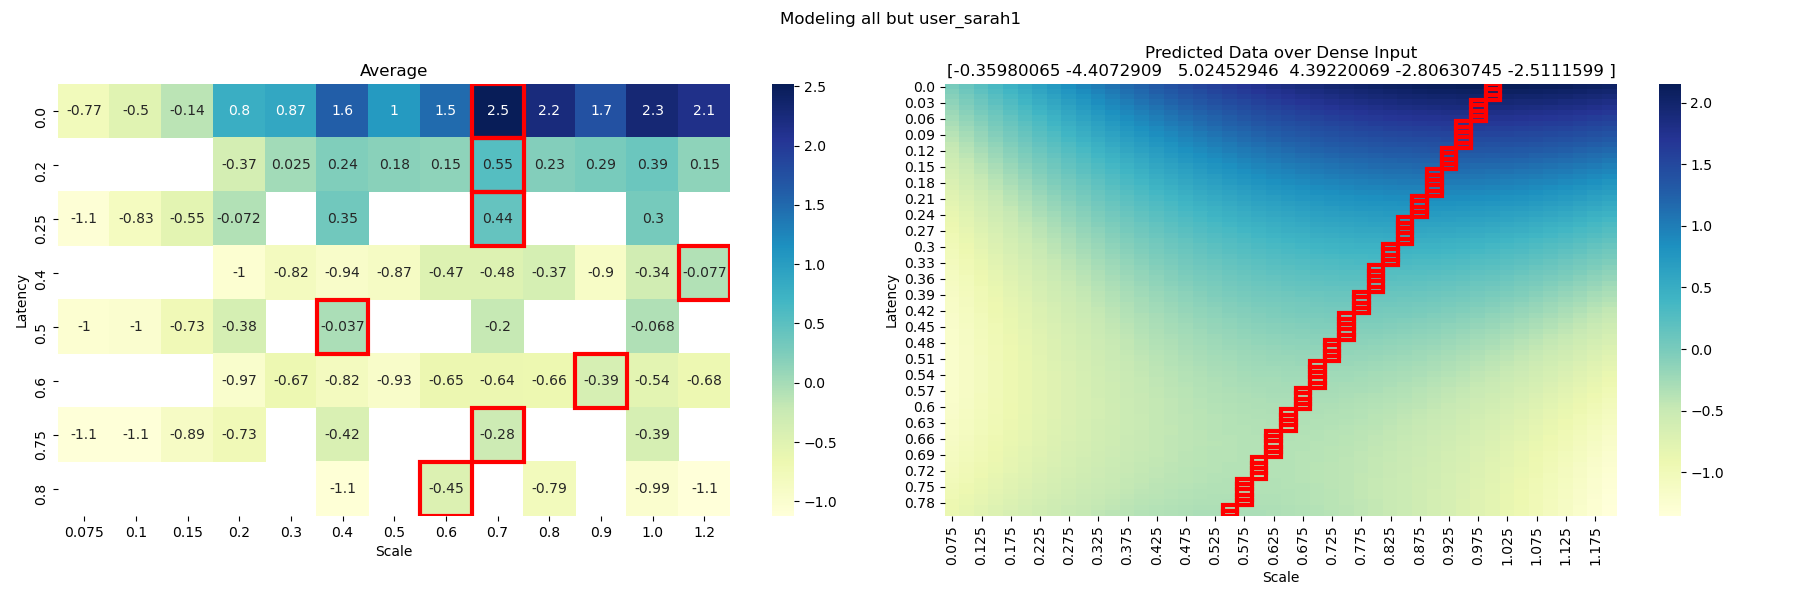 Modeling all but user_sarah1
Average
Latency
0.0 -0.77 -0.5 -0.14 0.8 0.87 1.6 1 1.5 2.5 2.2 1.7 2.3 2.1
0.2 -0.37 0.025 0.24 0.18 0.15 0.55 0.23 0.29 0.39 0.15
0.25 -1.1 -0.83 -0.55 -0.072 0.35 0.44 0.3
0.4 -1 -0.82 -0.94 -0.87 -0.47 -0.48 -0.37 -0.9 -0.34 -0.077
0.5 -1 -1 -0.73 -0.38 -0.037 -0.2 -0.068
0.6 -0.97 -0.67 -0.82 -0.93 -0.65 -0.64 -0.66 -0.39 -0.54 -0.68
0.75 -1.1 -1.1 -0.89 -0.73 -0.42 -0.28 -0.39
0.8 -1.1 -0.45 -0.79 -0.99 -1.1
0.075 0.1 0.15 0.2 0.3 0.4 0.5 0.6 0.7 0.8 0.9 1.0 1.2
Scale
2.5
2.0
1.5
1.0
0.5
0.0
−0.5
−1.0
Predicted Data over Dense Input
[-0.35980065 -4.4072909 5.02452946 4.39220069 -2.80630745 -2.5111599 ]
Latency
0.0
0.03
0.06
0.09
0.12
0.15
0.18
0.21
0.24
0.27
0.3
0.33
0.36
0.39
0.42
0.45
0.48
0.51
0.54
0.57
0.6
0.63
0.66
0.69
0.72
0.75
0.78
0.075 0.125 0.175 0.225 0.275 0.325 0.375 0.425 0.475 0.525 0.575 0.625 0.675 0.725 0.775 0.825 0.875 0.925 0.975 1.025 1.075 1.125 1.175
Scale
2.0
1.5
1.0
0.5
0.0
−0.5
−1.0